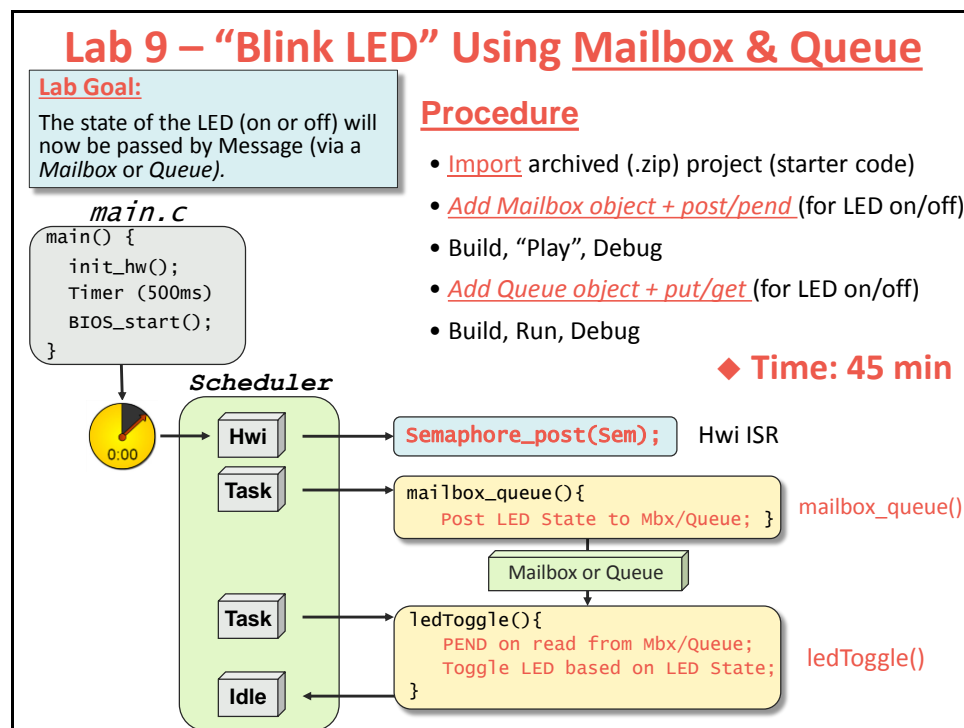 Lab 9 – “Blink LED” Using Mailbox & Queue
Lab Goal:
The state of the LED (on or off) will
now be passed by Message (via a
Mailbox or Queue).
Procedure
• Import archived (.zip) project (starter code)
• Add Mailbox object + post/pend (for LED on/off)
• Build, “Play”, Debug
• Add Queue object + put/get (for LED on/off)
• Build, Run, Debug
◆ Time: 45 min
main.c
main() {
init_hw();
Timer (500ms)
BIOS_start();
}
0:00
Scheduler
Hwi
Semaphore_post(Sem);
Hwi ISR
Task
mailbox_queue(){
Post LED State to Mbx/Queue; }
mailbox_queue()
Mailbox or Queue
Task
ledToggle(){
PEND on read from Mbx/Queue;
Toggle LED based on LED State;
}
ledToggle()
Idle